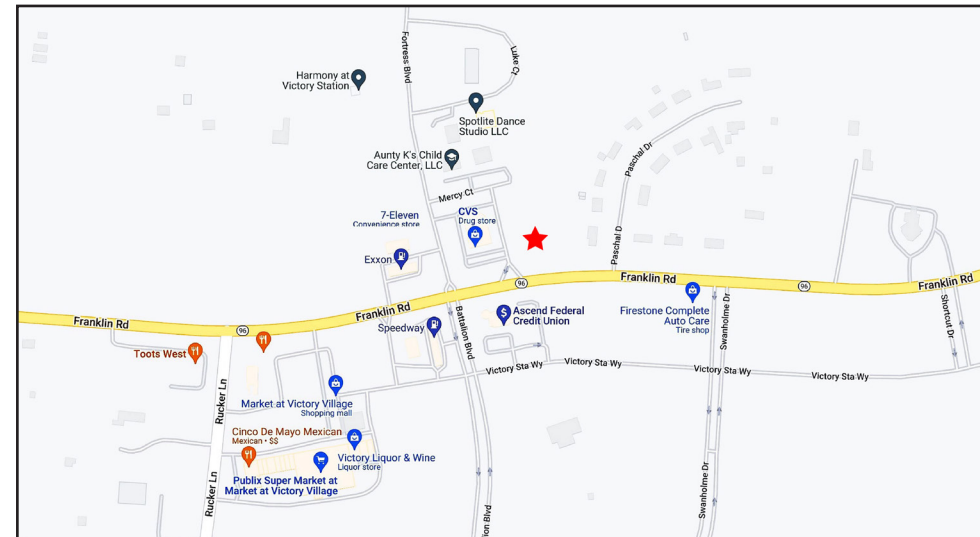 Fortress Blvd
Luke Ct
Harmony at
Victory Station
Spotlite Dance
Studio LLC
Paschal Dr
Aunty K's Child
Care Center, LLC
Mercy Ct
7-Eleven
Convenience store
CVS
Drug store
Paschal D
Exxon
96
Franklin Rd
96
Franklin Rd
Franklin Rd
Franklin Rd
96
Speedway
Battalion Blvd
Ascend Federal
Credit Union
Firestone Complete
Auto Care
Tire shop
Swanholme Dr
Shortcut Dr
Toots West
Victory Sta Wy
Victory Sta Wy
Victory Sta Wy
Victory Sta Wy
Rucker Ln
Market at Victory Village
Shopping mall
Cinco De Mayo Mexican
Mexican • $$
Victory Liquor & Wine
Liquor store
Publix Super Market at
Market at Victory Village
Rucker Ln
ion Blvd
Swanholme Dr